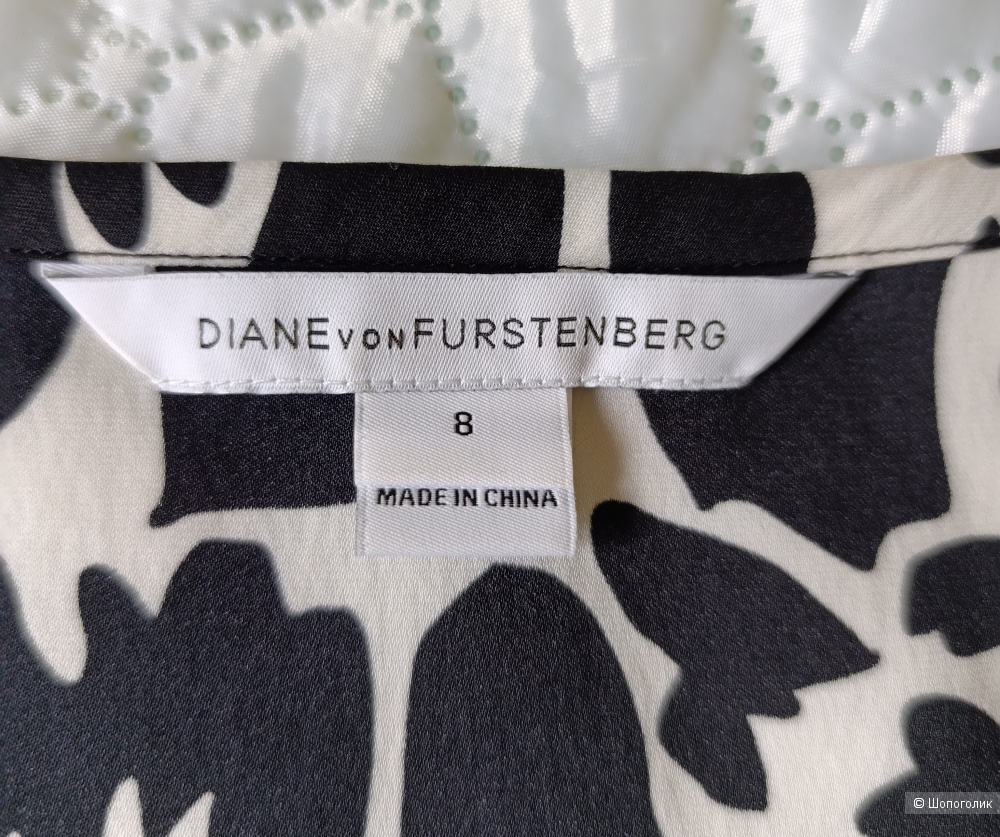 DIANE VON FURSTENBERG
8
MADE IN CHINA
© Шопоголик